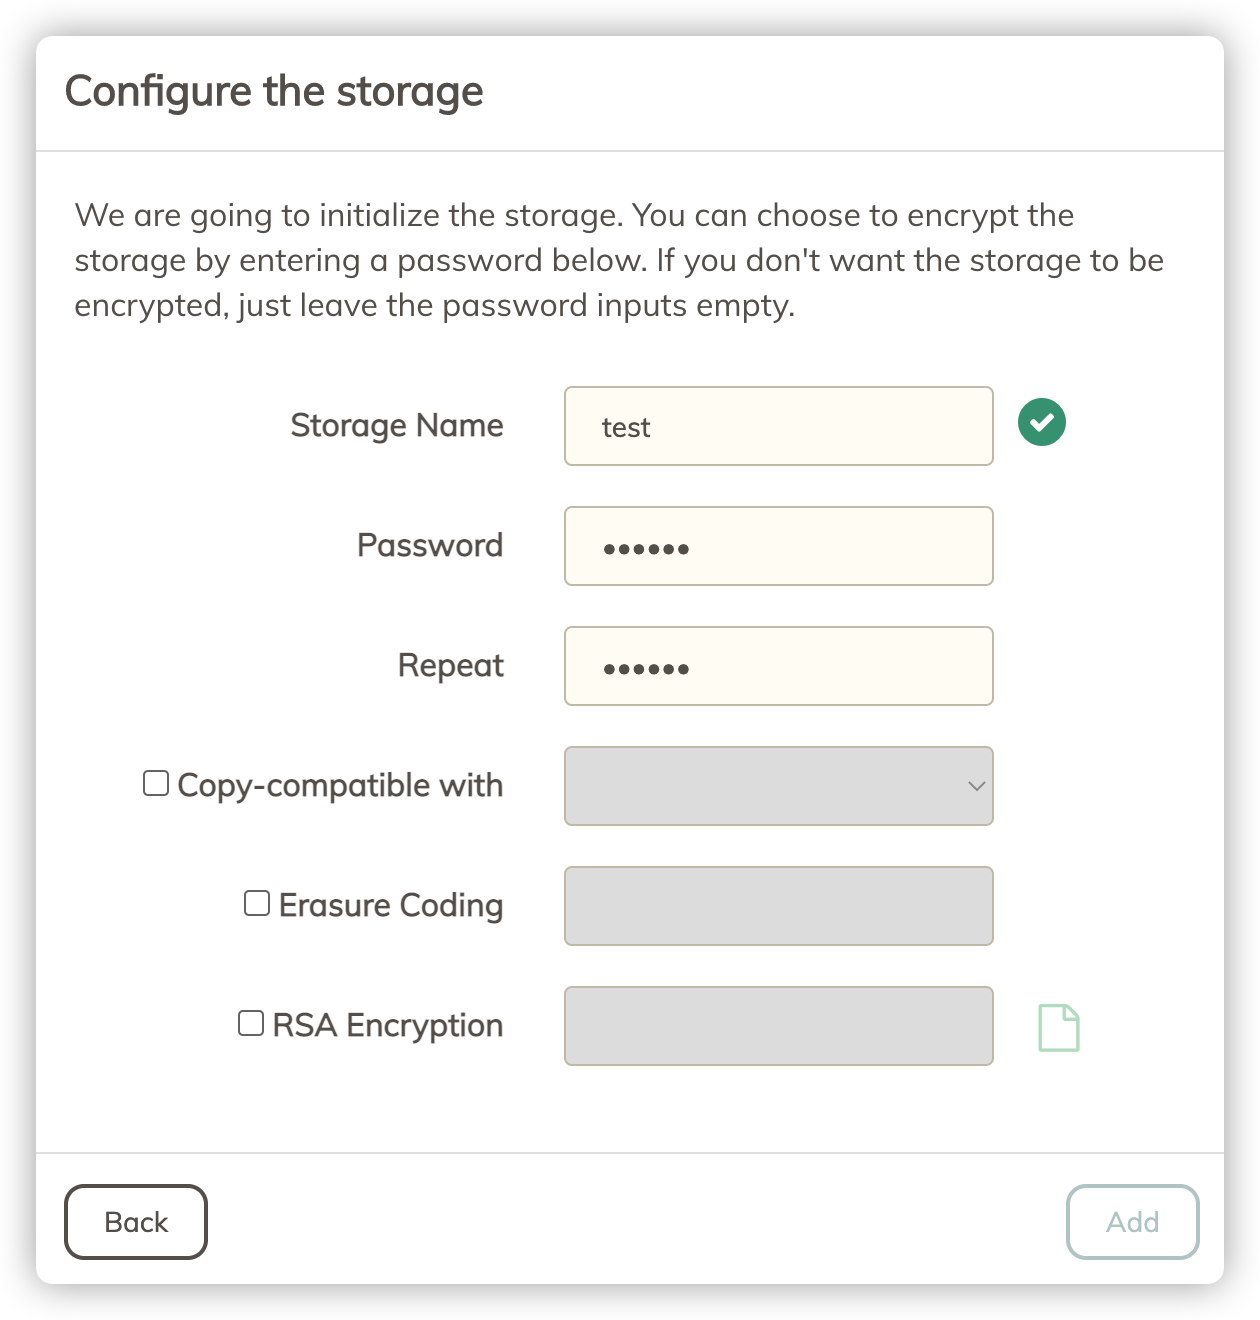 Configure the storage
We are going to initialize the storage. You can choose to encrypt the
storage by entering a password below. If you don't want the storage to be
encrypted, just leave the password inputs empty.
Storage Name
test
Password
••••••
Repeat
••••••
Copy-compatible with
Erasure Coding
RSA Encryption
Back
Add